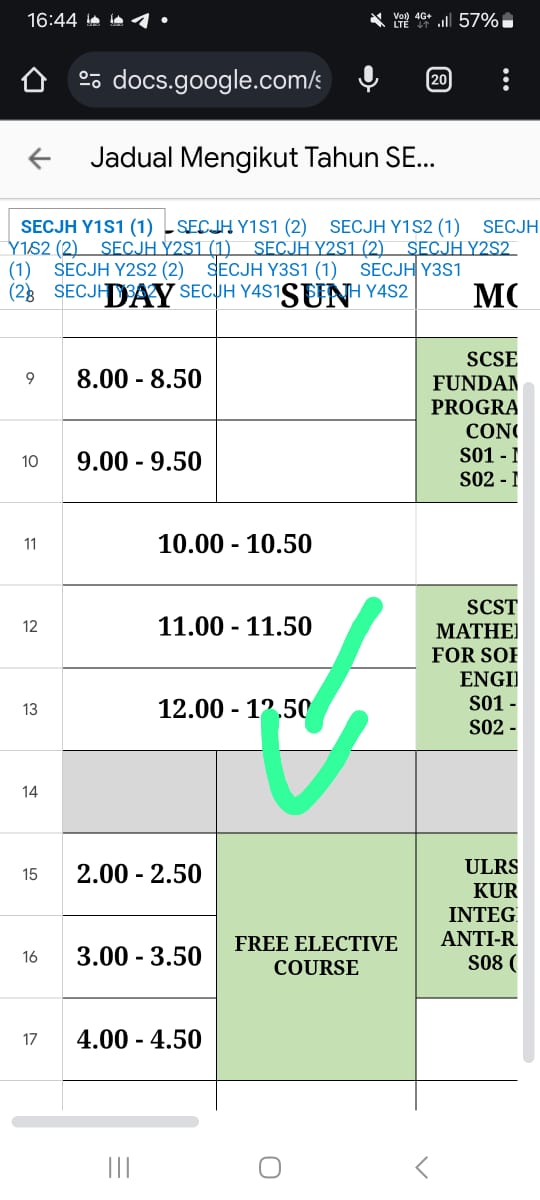 16:44 57%
Vo)) 4G+
LTE
docs.google.com/s
20
Jadual Mengikut Tahun SE...
SECJH Y1S1 (1) SECJH Y1S1 (2) SECJH Y1S2 (1) SECJH
Y1S2 (2) SECJH Y2S1 (1) SECJH Y2S1 (2) SECJH Y2S2
(1) SECJH Y2S2 (2) SECJH Y3S1 (1) SECJH Y3S1
(2) SECJH Y3S2 SECJH Y4S1 SECJH Y4S2
8 DAY SUN MO
9 8.00 - 8.50
SCSE
FUNDAM
PROGRA
CONC
S01 -
S02 -
10 9.00 - 9.50
11 10.00 - 10.50
12 11.00 - 11.50
SCST
MATHE
FOR SOF
ENGI
S01 -
S02 -
13 12.00 - 12.50
14
15 2.00 - 2.50
16 3.00 - 3.50
17 4.00 - 4.50
FREE ELECTIVE
COURSE
ULRS
KUR
INTEG
ANTI-R
S08 (